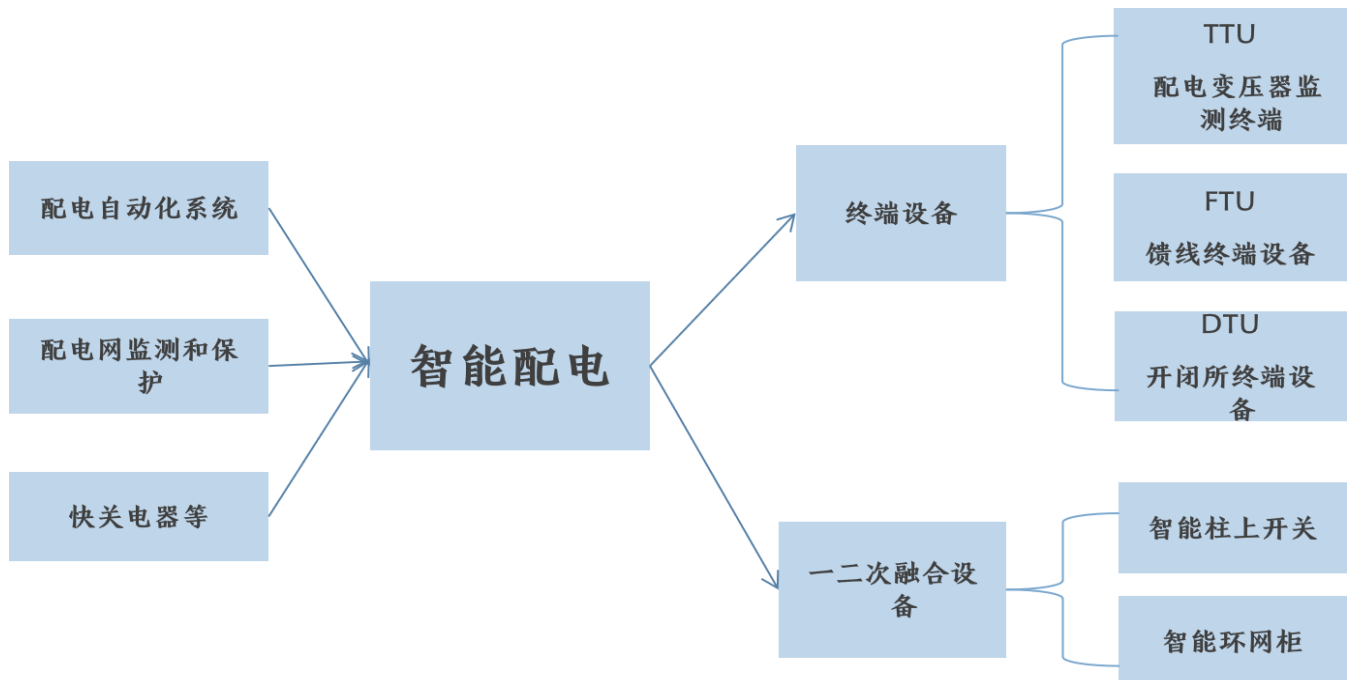 配电自动化系统
配电网监测和保
护
快关电器等
智能配电
终端设备
一二次融合设
备
TTU
配电变压器监
测终端
FTU
馈线终端设备
DTU
开闭所终端设
备
智能柱上开关
智能环网柜